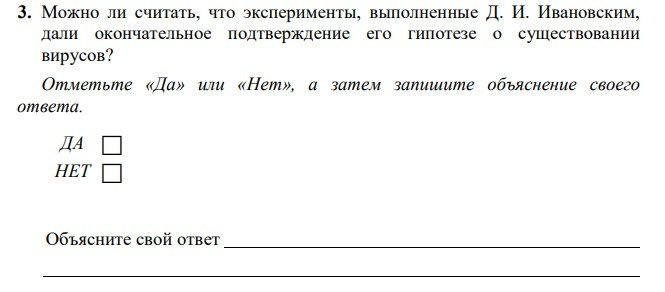 3. Можно ли считать, что эксперименты, выполненные Д. И. Ивановским,
дали окончательное подтверждение его гипотезе о существовании
вирусов?
Отметьте «Да» или «Нет», а затем запишите объяснение своего
ответа.
ДА
НЕТ
Объясните свой ответ